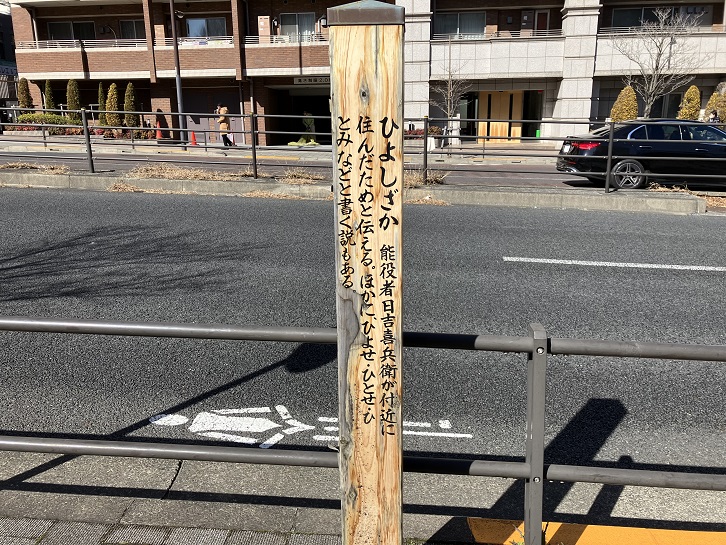 ひよしざか 能役者日吉喜兵衛が付近に
住んだためと伝える。ほかに、ひよせ・ひとせ・ひ
とみなどと書く説もある